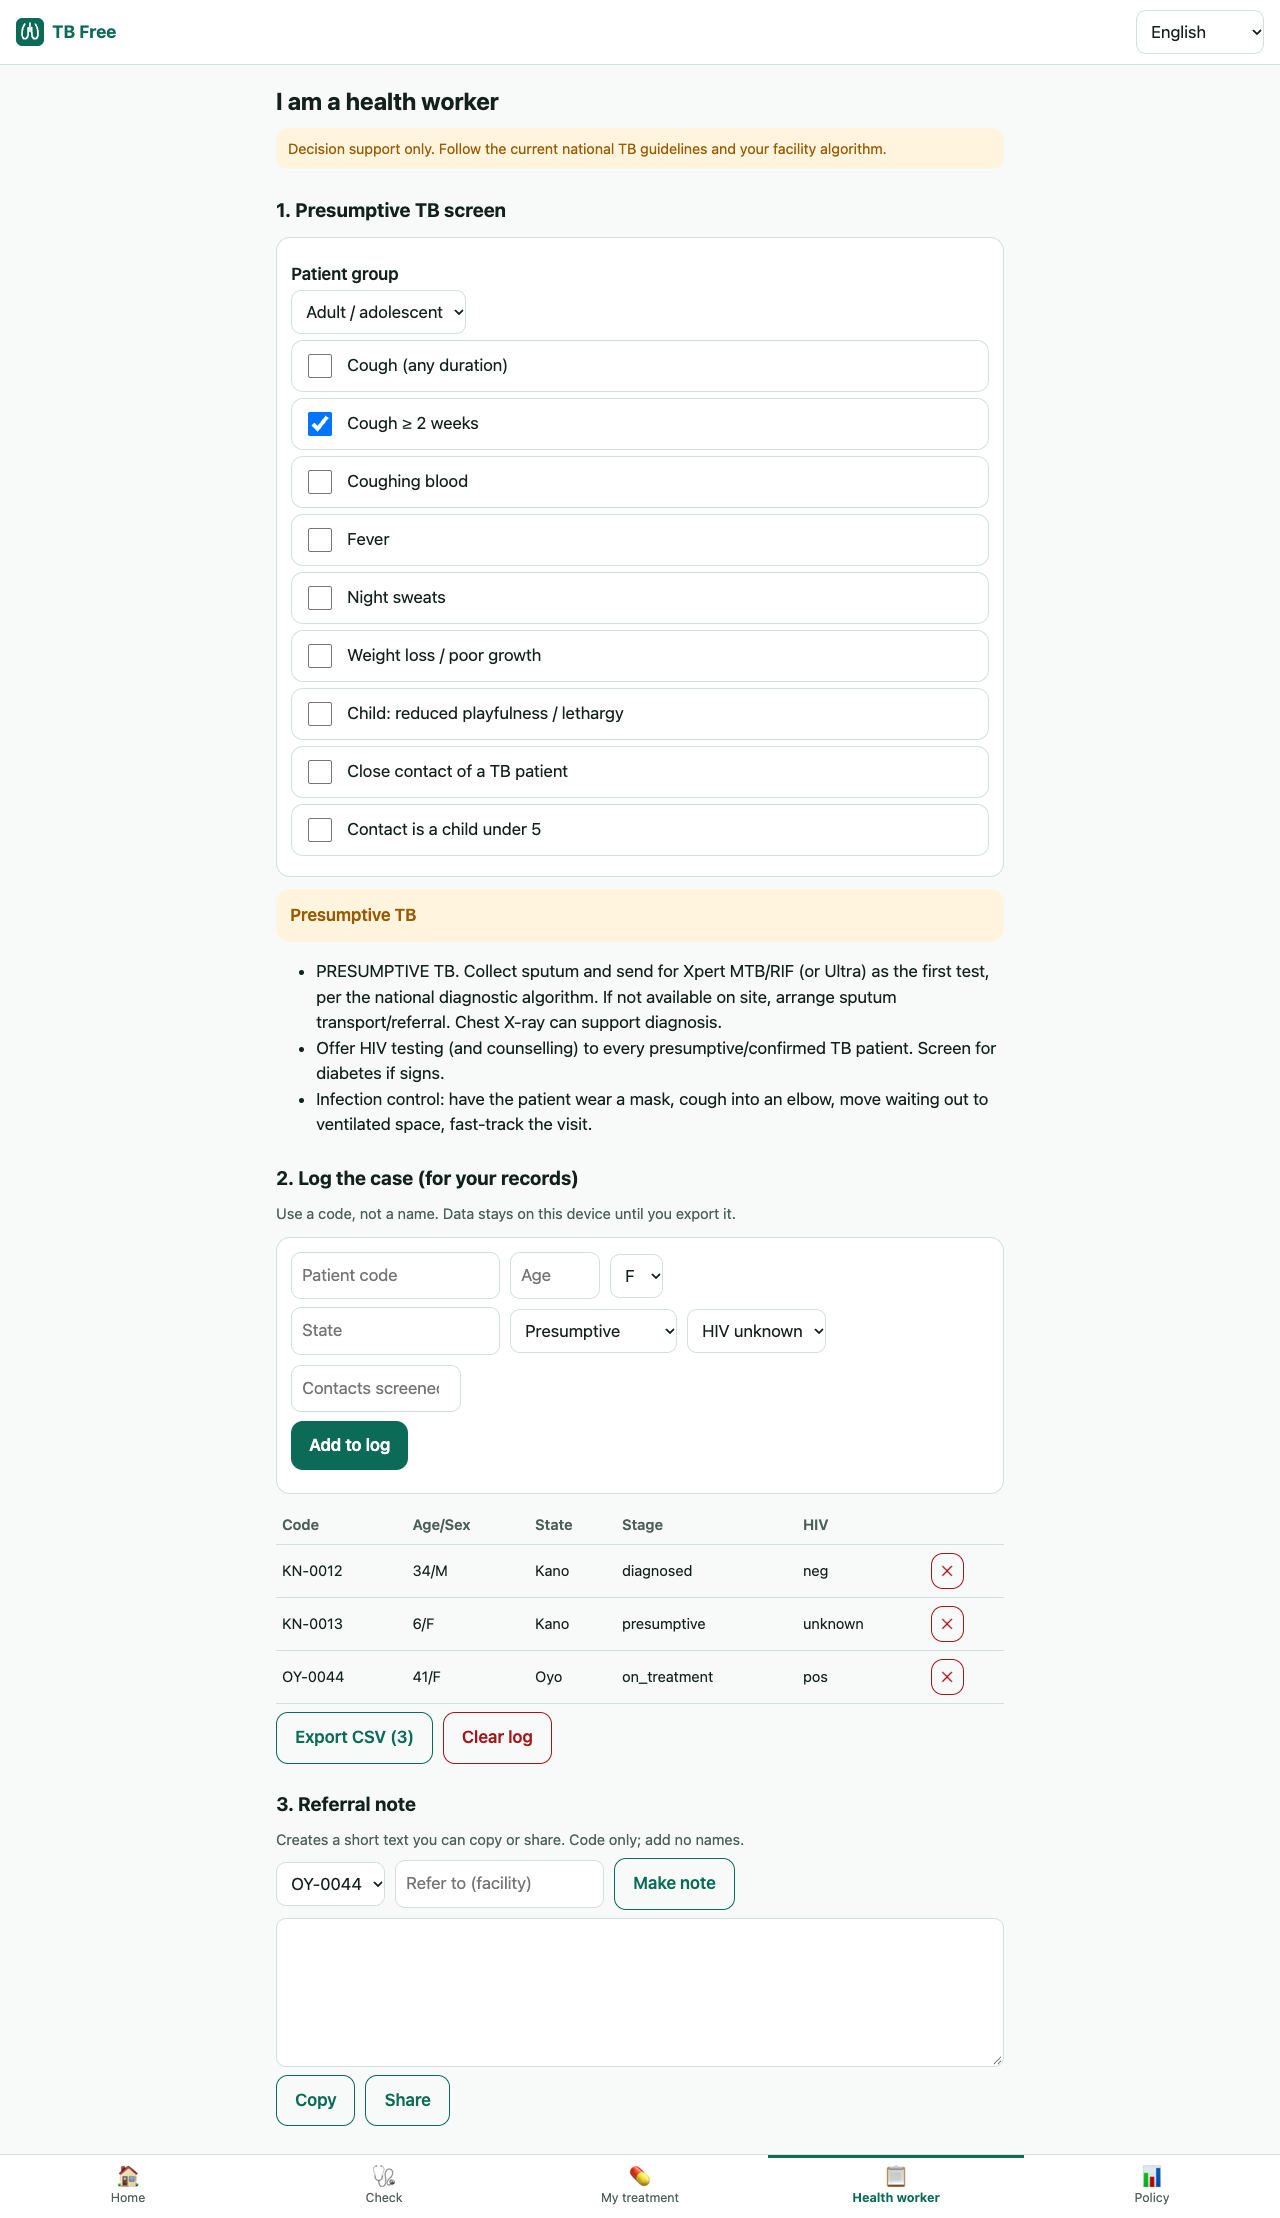 TB Free
English
I am a health worker
Decision support only. Follow the current national TB guidelines and your facility algorithm.
1. Presumptive TB screen
Patient group
Adult / adolescent
Cough (any duration)
Cough ≥ 2 weeks
Coughing blood
Fever
Night sweats
Weight loss / poor growth
Child: reduced playfulness / lethargy
Close contact of a TB patient
Contact is a child under 5
Presumptive TB
• PRESUMPTIVE TB. Collect sputum and send for Xpert MTB/RIF (or Ultra) as the first test,
per the national diagnostic algorithm. If not available on site, arrange sputum
transport/referral. Chest X-ray can support diagnosis.
• Offer HIV testing (and counselling) to every presumptive/confirmed TB patient. Screen for
diabetes if signs.
• Infection control: have the patient wear a mask, cough into an elbow, move waiting out to
ventilated space, fast-track the visit.
2. Log the case (for your records)
Use a code, not a name. Data stays on this device until you export it.
Patient code Age F
State Presumptive HIV unknown
Contacts screened
Add to log
Code Age/Sex State Stage HIV
KN-0012 34/M Kano diagnosed neg ×
KN-0013 6/F Kano presumptive unknown ×
OY-0044 41/F Oyo on_treatment pos ×
Export CSV (3) Clear log
3. Referral note
Creates a short text you can copy or share. Code only; add no names.
OY-0044 Refer to (facility) Make note
Copy Share
Home Check My treatment Health worker Policy